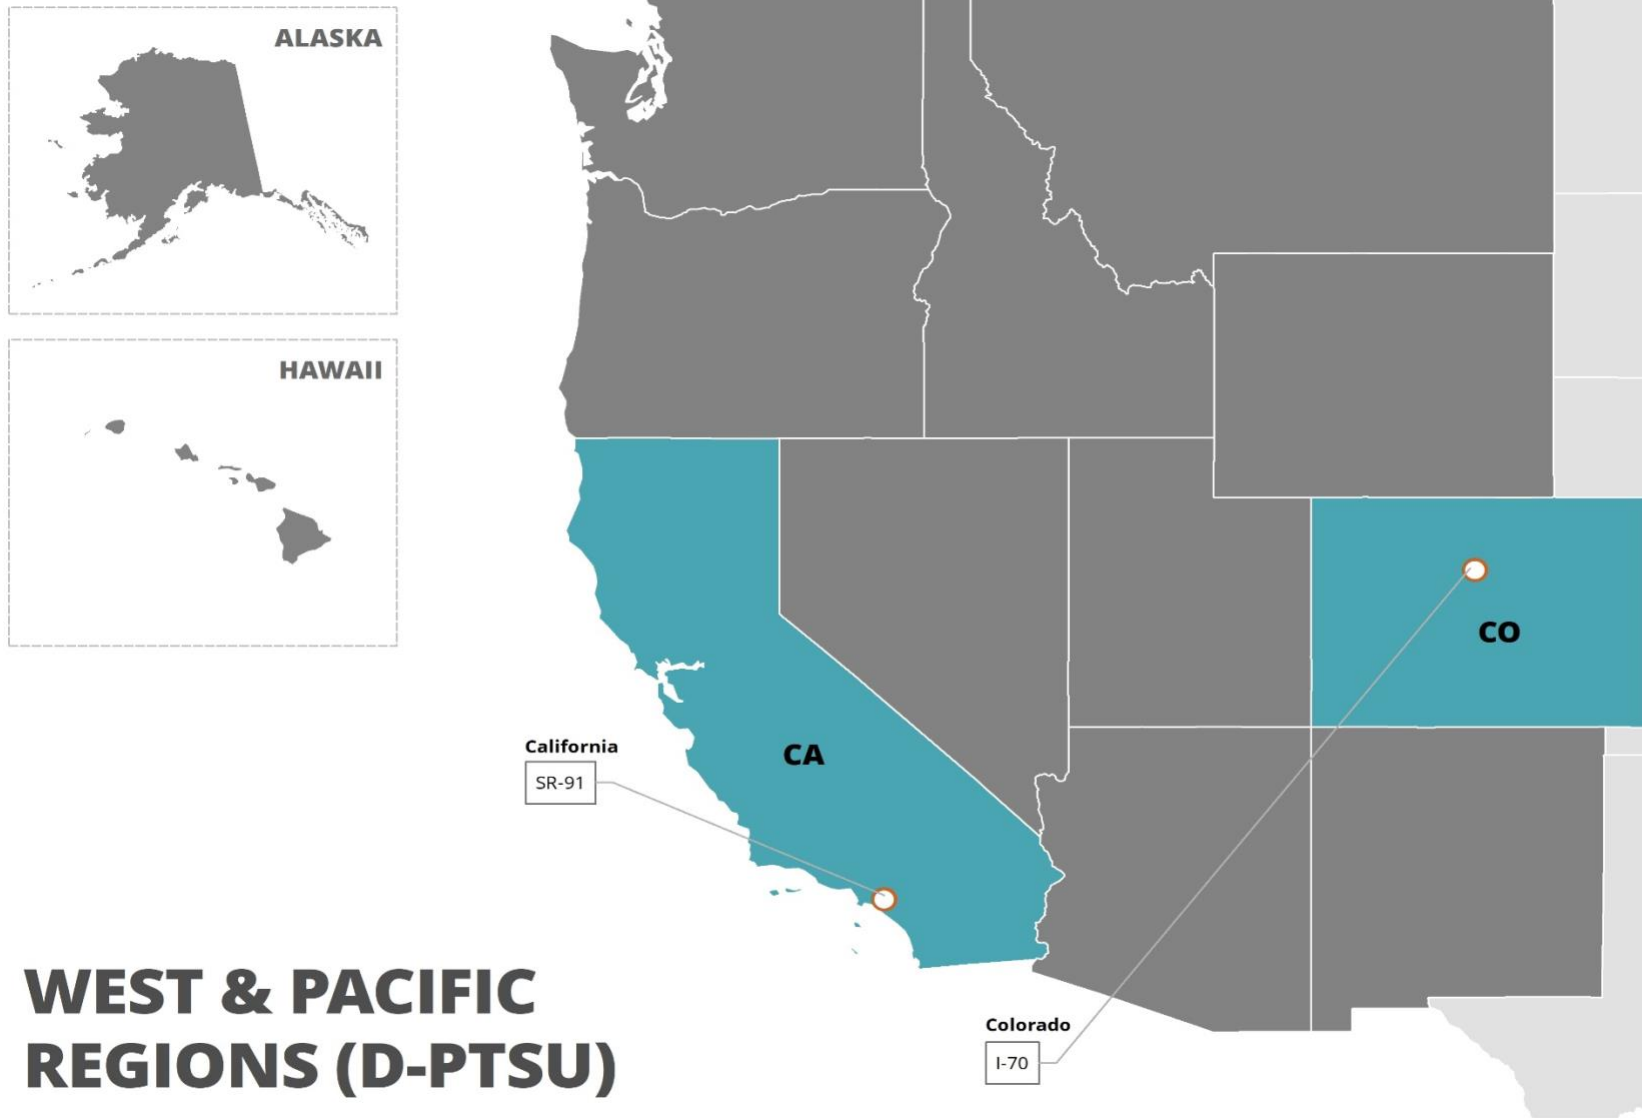 ALASKA
HAWAII
CO
California
SR-91
CA
WEST & PACIFIC
REGIONS (D-PTSU)
Colorado
I-70